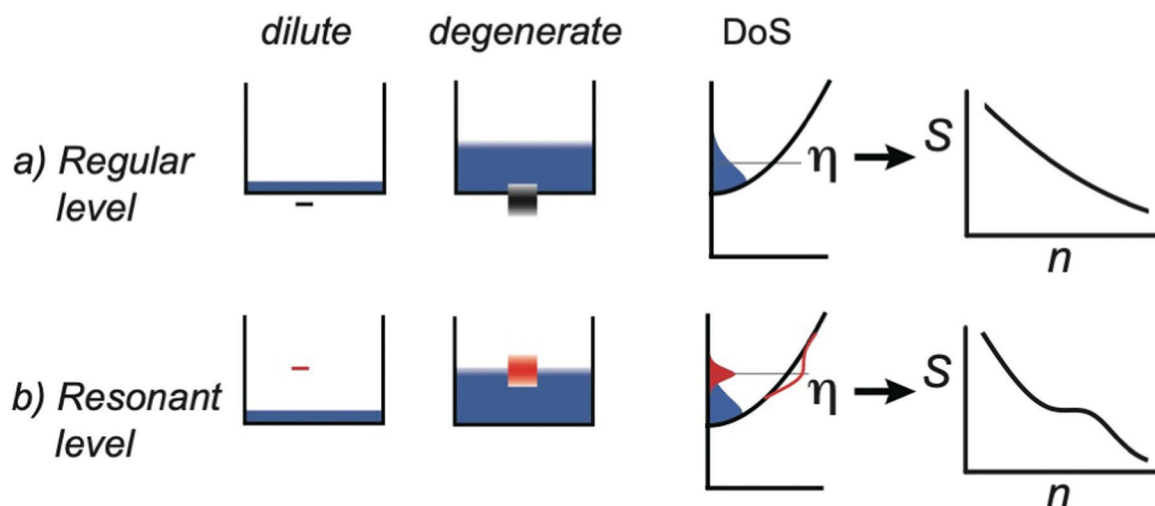 dilute degenerate DoS
a) Regular
level
η
S
n
b) Resonant
level
η
S
n